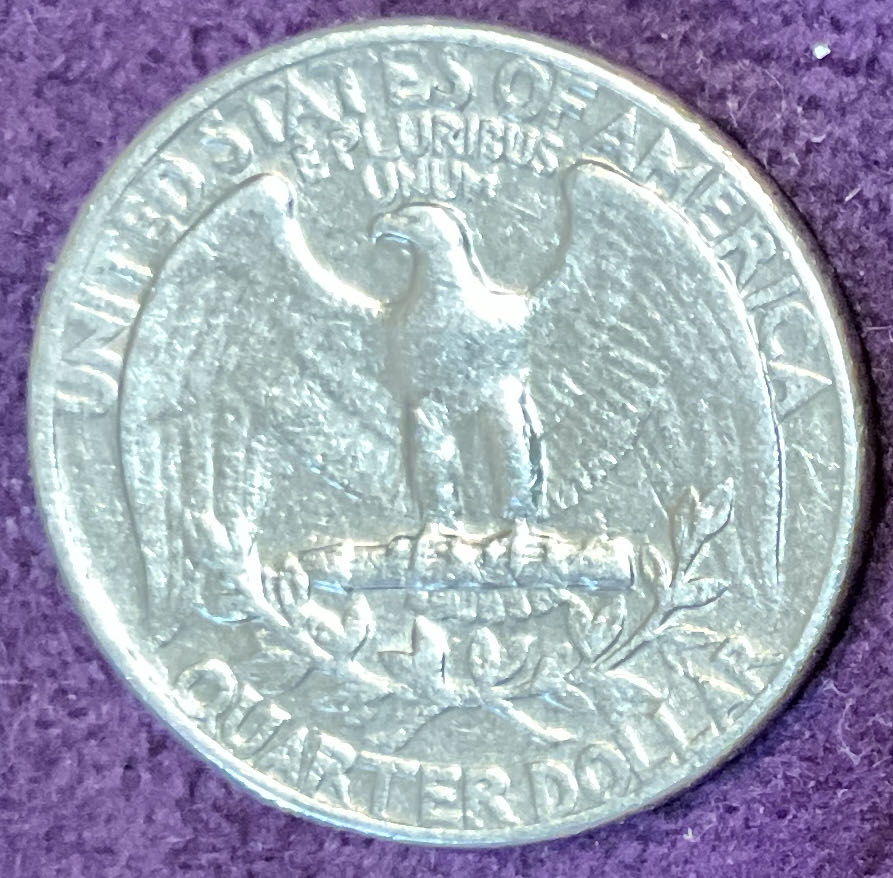 UNITED STATES OF AMERICA
E PLURIBUS
UNUM
QUARTER DOLLAR